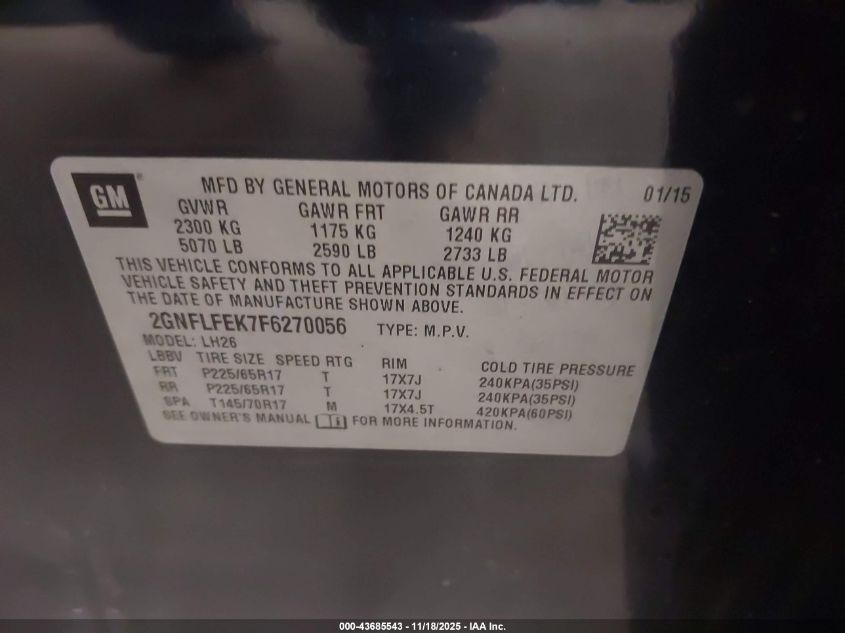 GM
MFD BY GENERAL MOTORS OF CANADA LTD. 01/15
GVWR GAWR FRT GAWR RR
2300 KG 1175 KG 1240 KG
5070 LB 2590 LB 2733 LB
THIS VEHICLE CONFORMS TO ALL APPLICABLE U.S. FEDERAL MOTOR
VEHICLE SAFETY AND THEFT PREVENTION STANDARDS IN EFFECT ON
THE DATE OF MANUFACTURE SHOWN ABOVE.
2GNFLFEK7F6270056 TYPE: M.P.V.
MODEL: LH26
LBBV TIRE SIZE SPEED RTG RIM COLD TIRE PRESSURE
FRT P225/65R17 T 17X7J 240KPA(35PSI)
RR P225/65R17 T 17X7J 240KPA(35PSI)
SPA T145/70R17 M 17X4.5T 420KPA(60PSI)
SEE OWNER'S MANUAL FOR MORE INFORMATION.
000-43685543 - 11/18/2025 - IAA Inc.